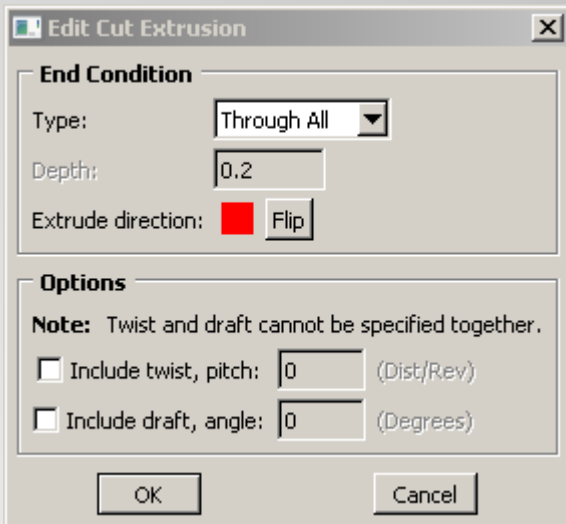 Edit Cut Extrusion
End Condition
Type: Through All
Depth: 0.2
Extrude direction: Flip
Options
Note: Twist and draft cannot be specified together.
Include twist, pitch: 0 (Dist/Rev)
Include draft, angle: 0 (Degrees)
OK Cancel